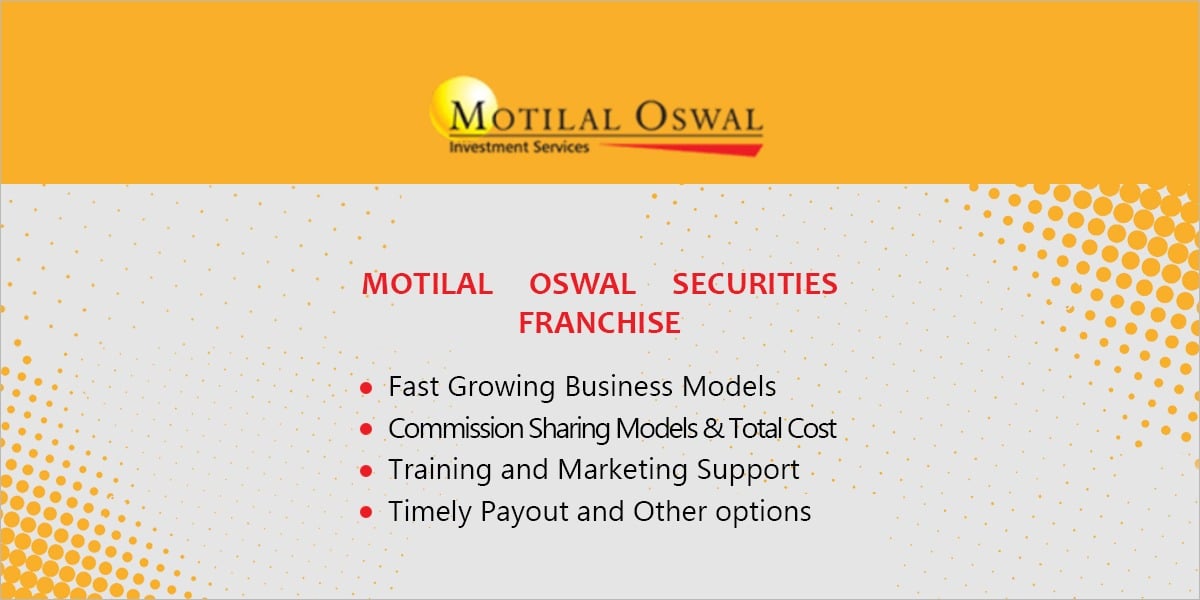 MOTILAL OSWAL
Investment Services
MOTILAL OSWAL SECURITIES
FRANCHISE
Fast Growing Business Models
Commission Sharing Models & Total Cost
Training and Marketing Support
Timely Payout and Other options